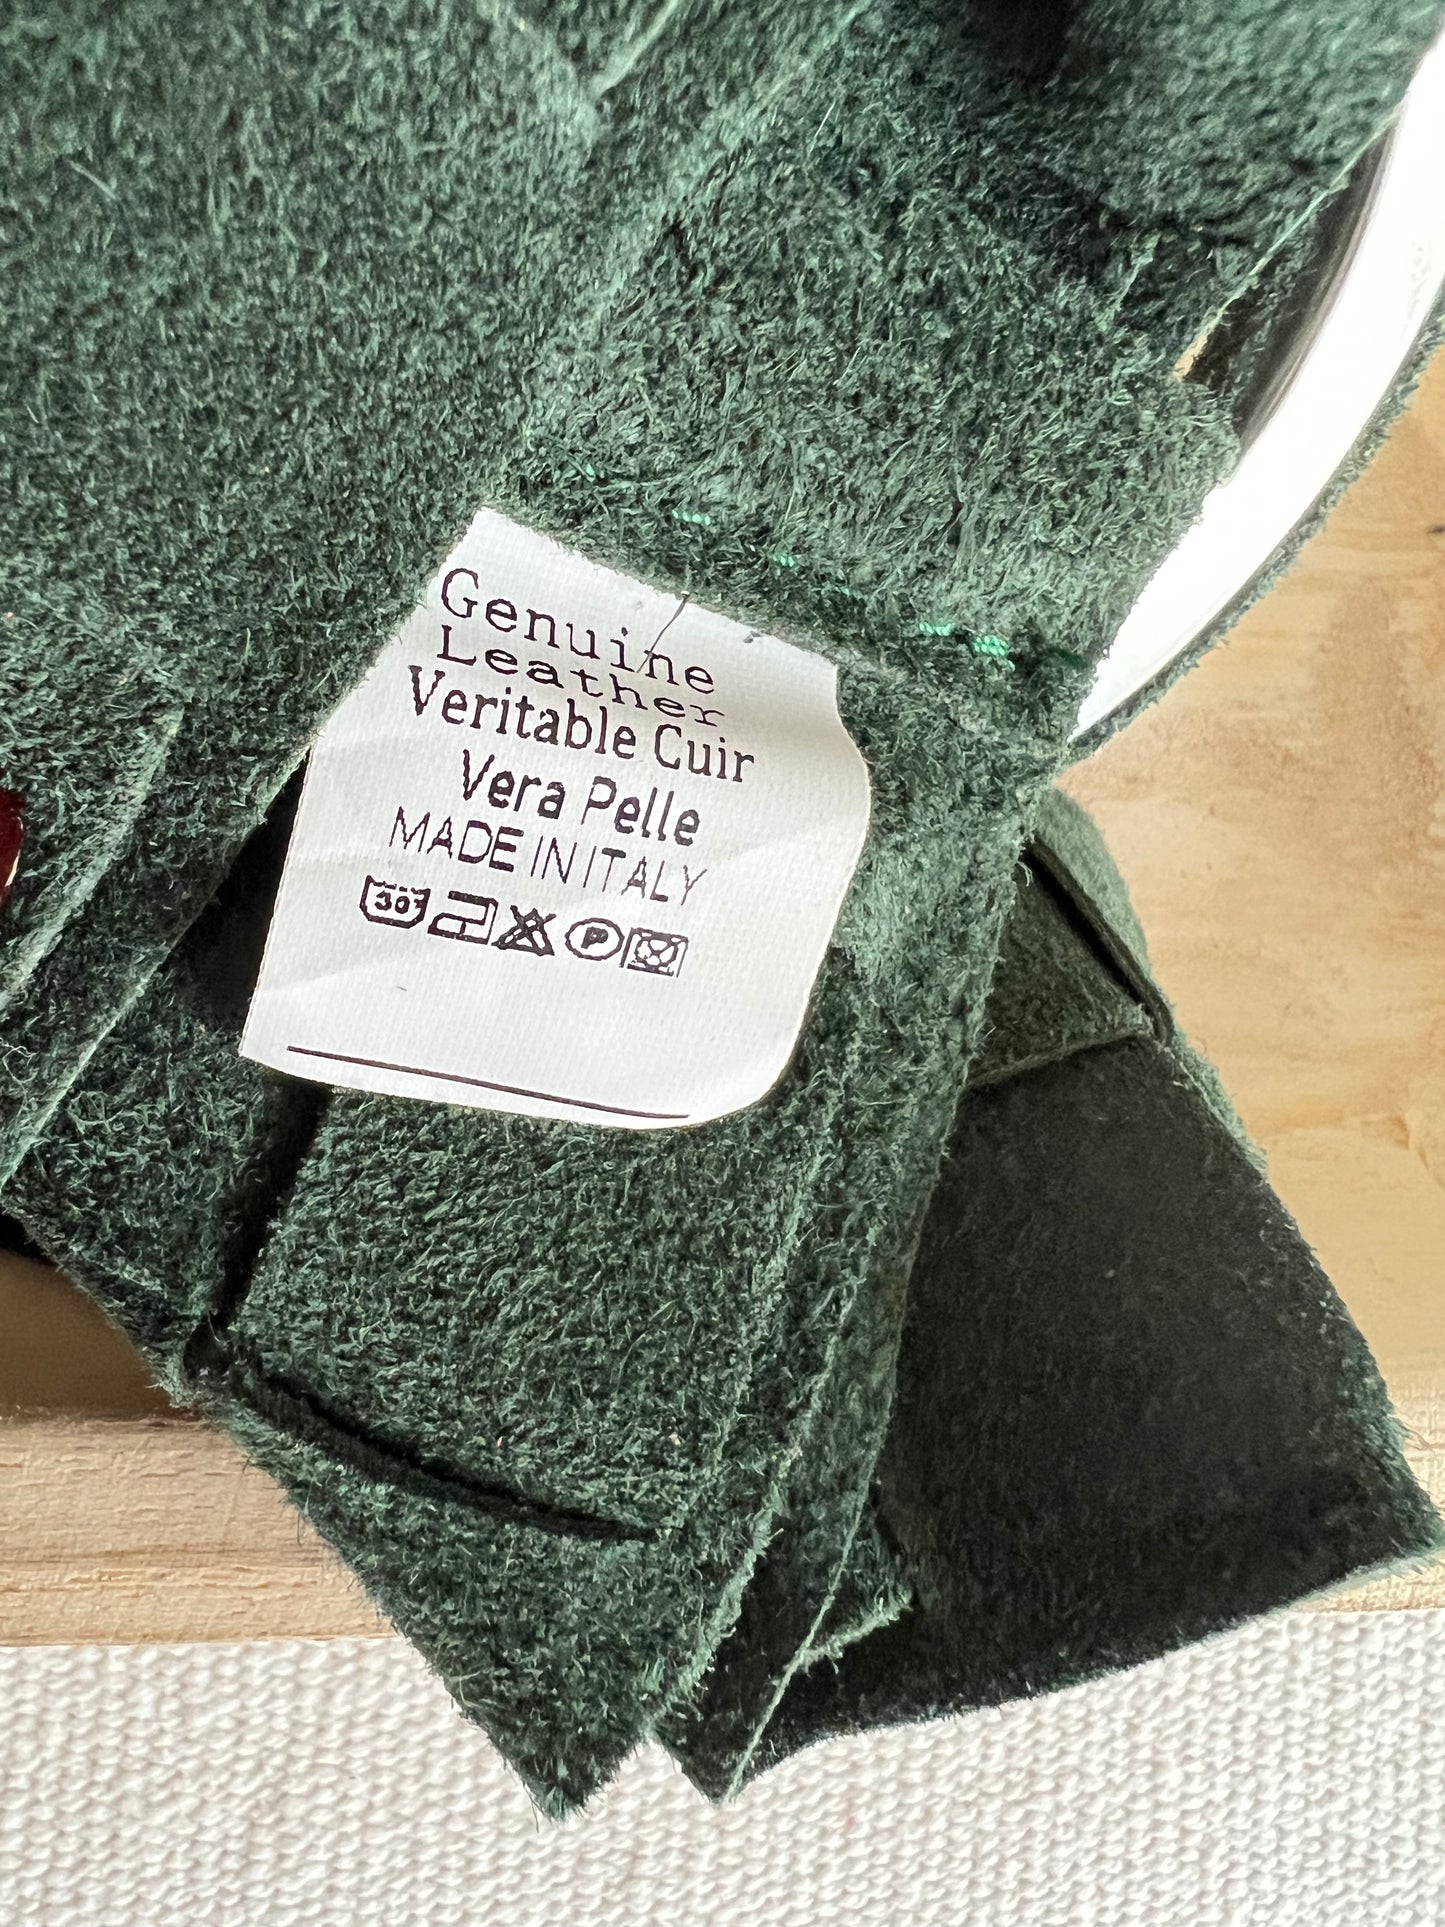 Genuine
Leather
Veritable Cuir
Vera Pelle
MADE IN ITALY
30°
P